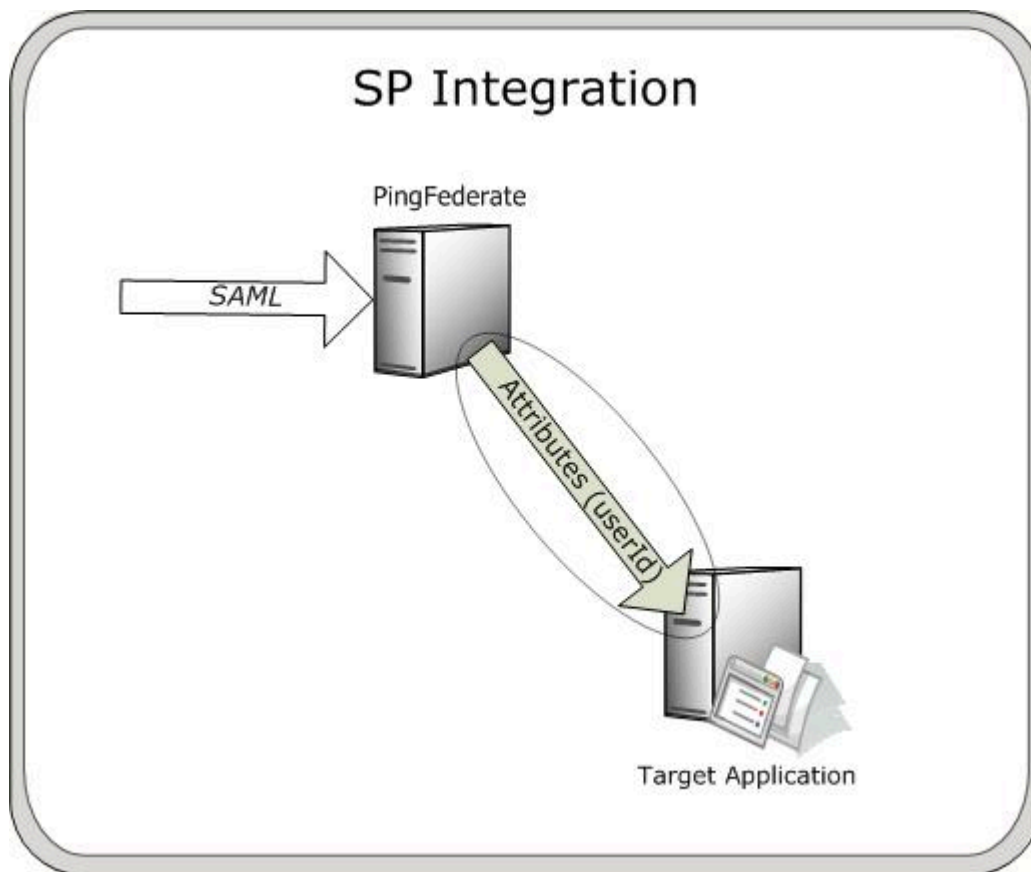 SP Integration
PingFederate
SAML
Attributes (userId)
Target Application